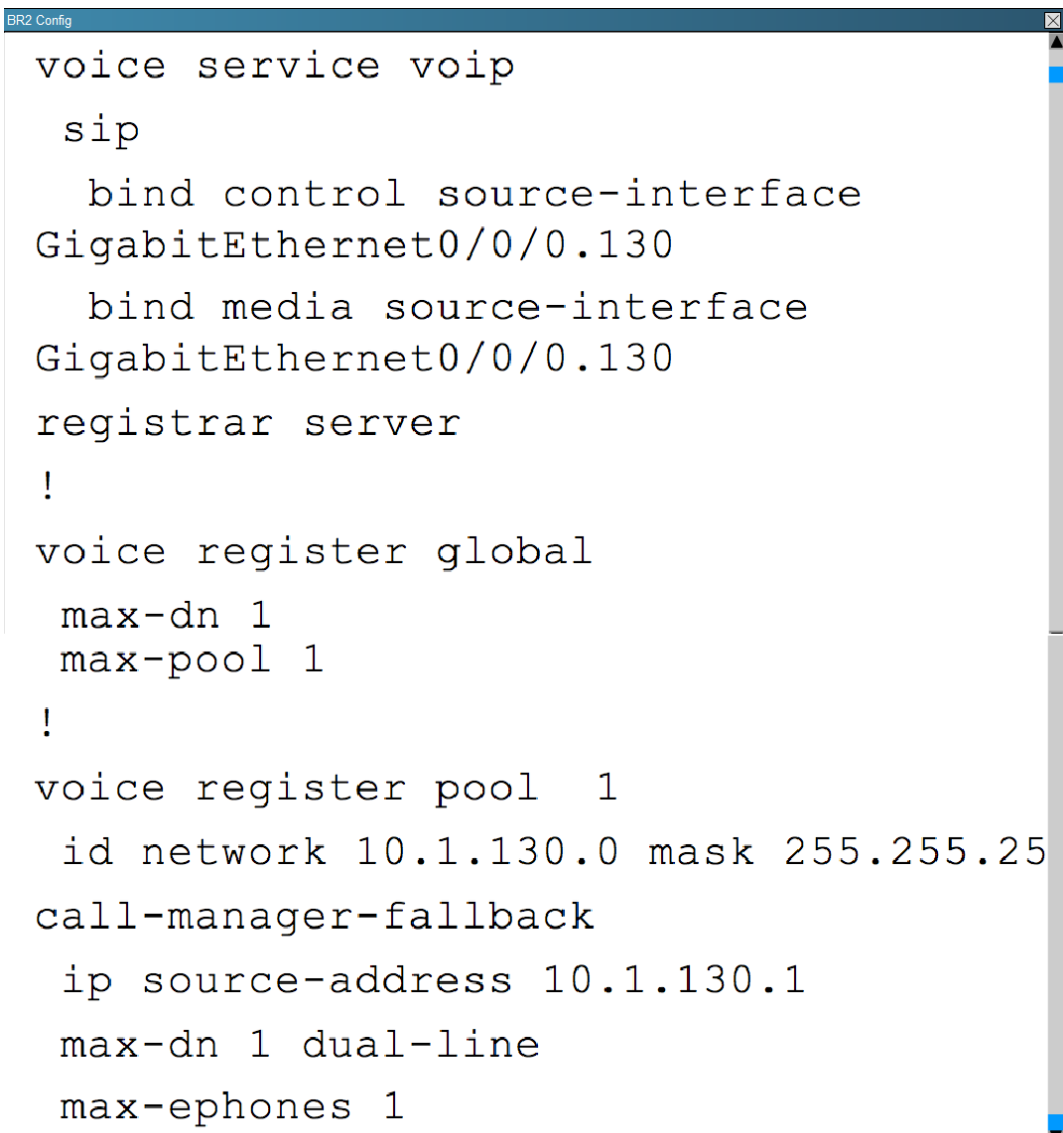 BR2 Config
voice service voip
sip
bind control source-interface
GigabitEthernet0/0/0.130
bind media source-interface
GigabitEthernet0/0/0.130
registrar server
!
voice register global
max-dn 1
max-pool 1
!
voice register pool 1
id network 10.1.130.0 mask 255.255.25
call-manager-fallback
ip source-address 10.1.130.1
max-dn 1 dual-line
max-ephones 1